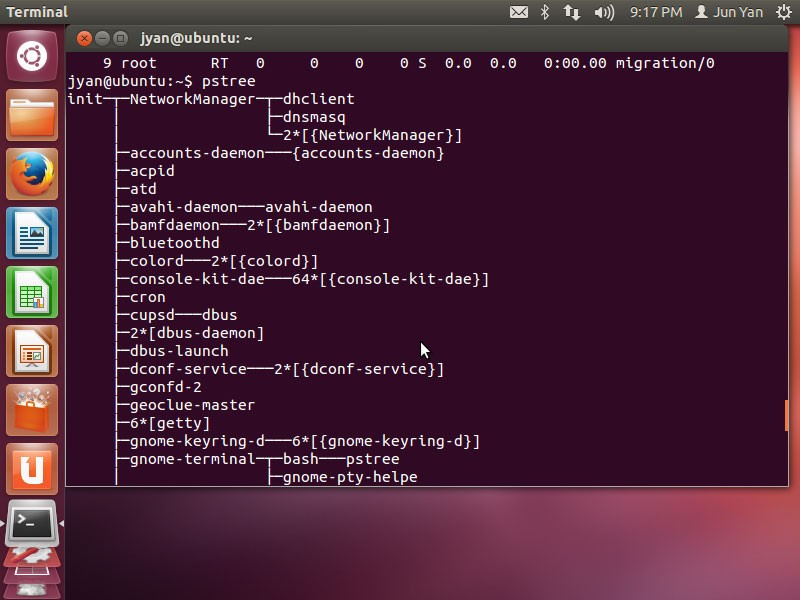 Terminal 9:17 PM Jun Yan
jyan@ubuntu: ~
9 root RT 0 0 0 0 S 0.0 0.0 0:00.00 migration/0
jyan@ubuntu:~$ pstree
init─┬─NetworkManager─┬─dhclient
     │                ├─dnsmasq
     │                └─2*[{NetworkManager}]
     ├─accounts-daemon───{accounts-daemon}
     ├─acpid
     ├─atd
     ├─avahi-daemon───avahi-daemon
     ├─bamfdaemon───2*[{bamfdaemon}]
     ├─bluetoothd
     ├─colord───2*[{colord}]
     ├─console-kit-dae───64*[{console-kit-dae}]
     ├─cron
     ├─cupsd───dbus
     ├─2*[dbus-daemon]
     ├─dbus-launch
     ├─dconf-service───2*[{dconf-service}]
     ├─gconfd-2
     ├─geoclue-master
     ├─6*[getty]
     ├─gnome-keyring-d───6*[{gnome-keyring-d}]
     ├─gnome-terminal─┬─bash───pstree
     │                ├─gnome-pty-helpe